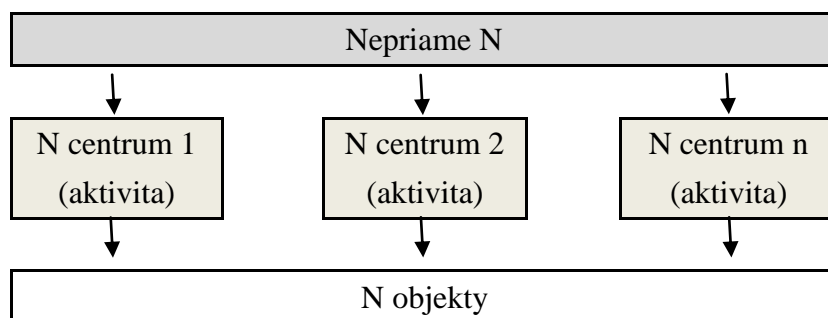 Nepriame N
N centrum 1
(aktivita)
N centrum 2
(aktivita)
N centrum n
(aktivita)
N objekty